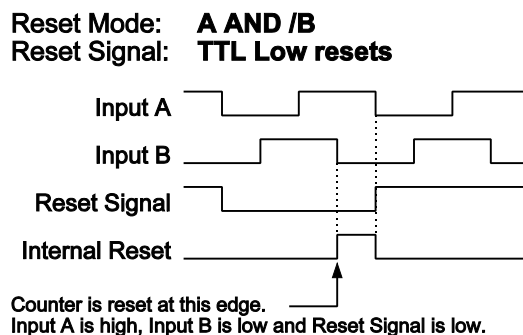 Reset Mode: A AND /B
Reset Signal: TTL Low resets
Input A
Input B
Reset Signal
Internal Reset
Counter is reset at this edge.
Input A is high, Input B is low and Reset Signal is low.